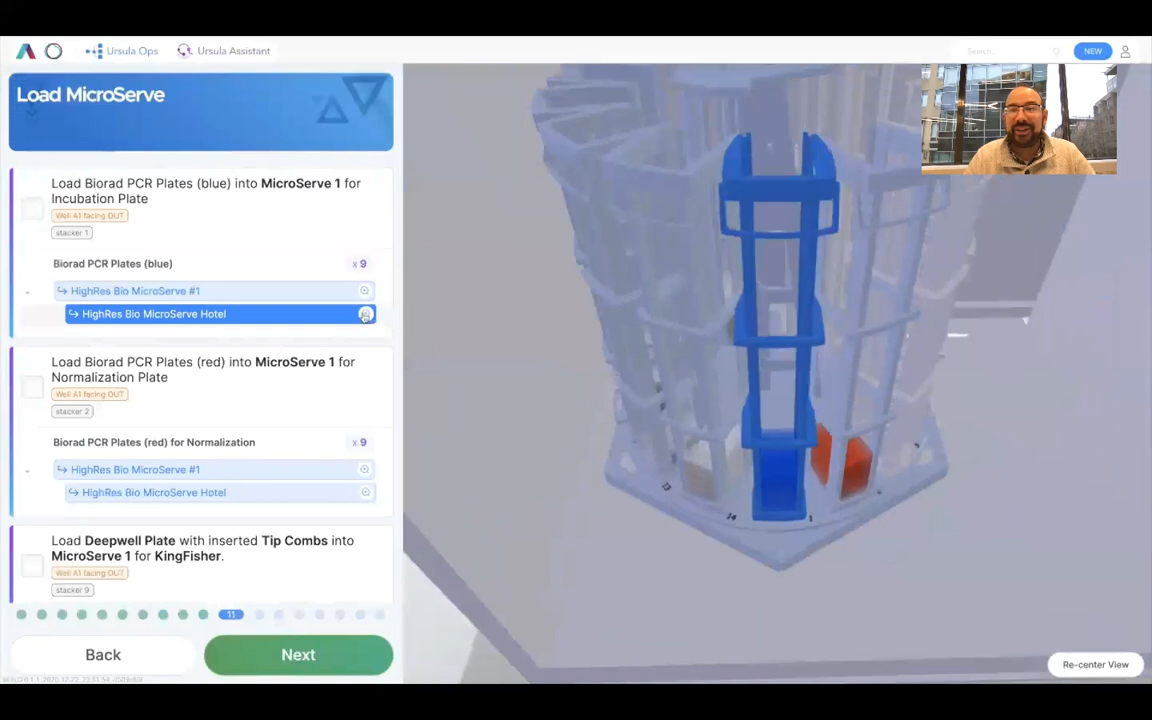 Ursula Ops
Ursula Assistant
Search...
NEW
Load MicroServe
Load Biorad PCR Plates (blue) into MicroServe 1 for
Incubation Plate
Well A1 facing OUT
stacker 1
Biorad PCR Plates (blue)
x 9
HighRes Bio MicroServe #1
HighRes Bio MicroServe Hotel
Load Biorad PCR Plates (red) into MicroServe 1 for
Normalization Plate
Well A1 facing OUT
stacker 2
Biorad PCR Plates (red) for Normalization
x 9
HighRes Bio MicroServe #1
HighRes Bio MicroServe Hotel
Load Deepwell Plate with inserted Tip Combs into
MicroServe 1 for KingFisher.
Well A1 facing OUT
stacker 9
11
Back
Next
Re-center View